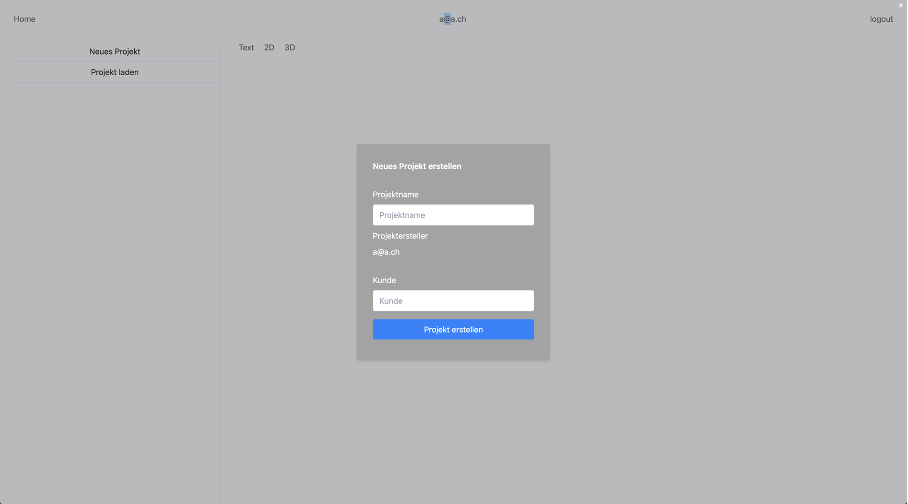 Home
a@a.ch
logout
Neues Projekt
Projekt laden
Text 2D 3D
Neues Projekt erstellen
Projektname
Projektname
Projektersteller
a@a.ch
Kunde
Kunde
Projekt erstellen